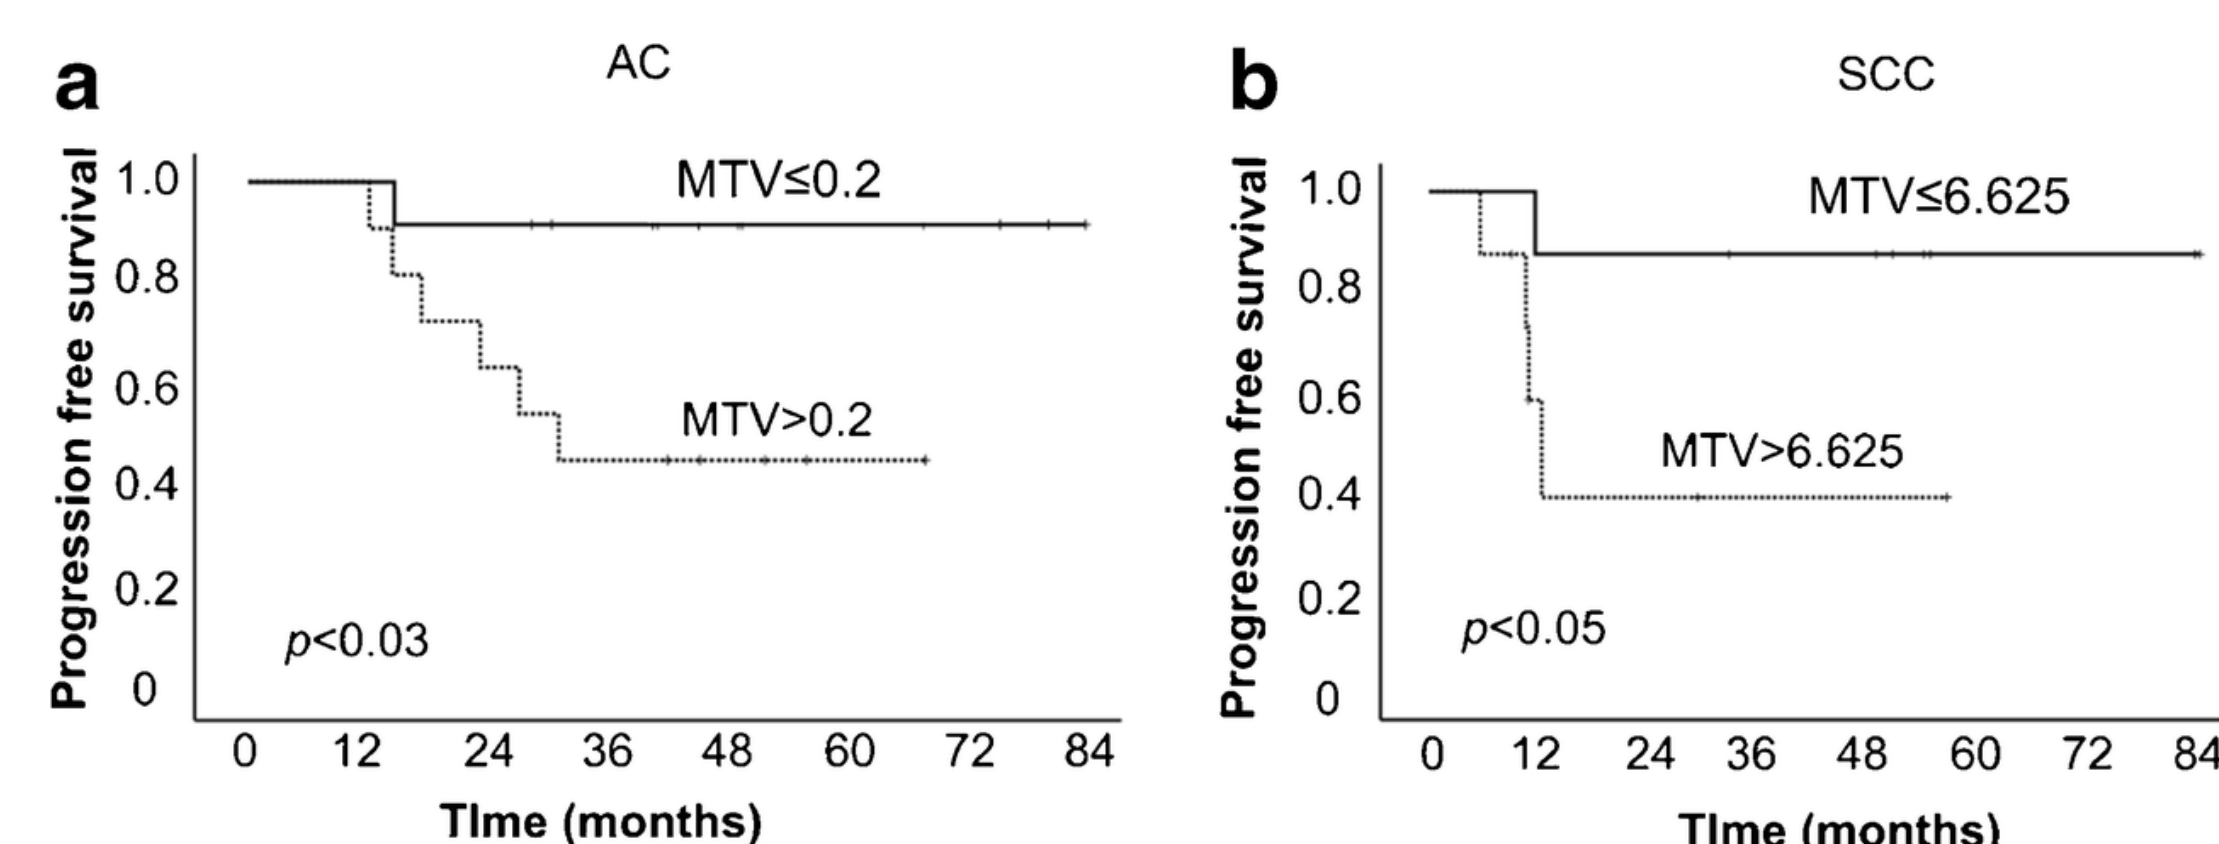 a
AC
Progression free survival
1.0
0.8
0.6
0.4
0.2
0
MTV≤0.2
MTV>0.2
p<0.03
0 12 24 36 48 60 72 84
TIme (months)
b
SCC
Progression free survival
1.0
0.8
0.6
0.4
0.2
0
MTV≤6.625
MTV>6.625
p<0.05
0 12 24 36 48 60 72 84
TIme (months)